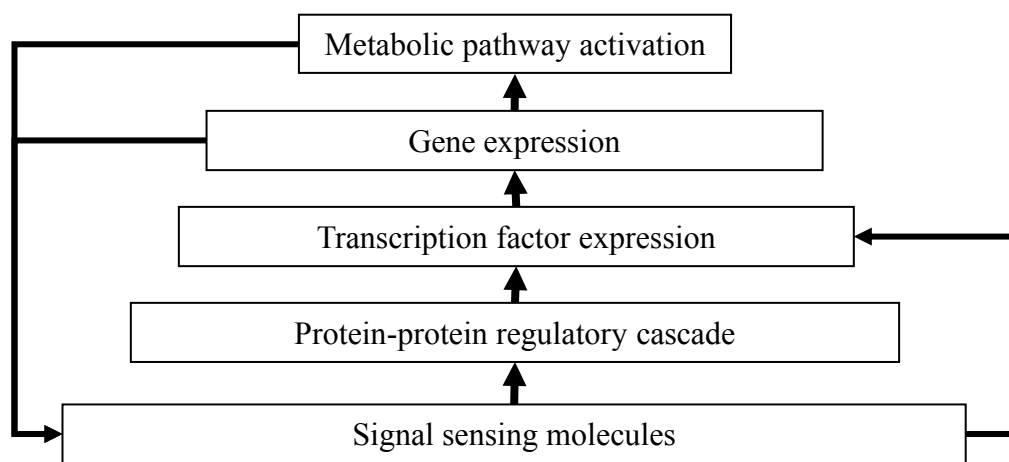 Metabolic pathway activation
Gene expression
Transcription factor expression
Protein-protein regulatory cascade
Signal sensing molecules